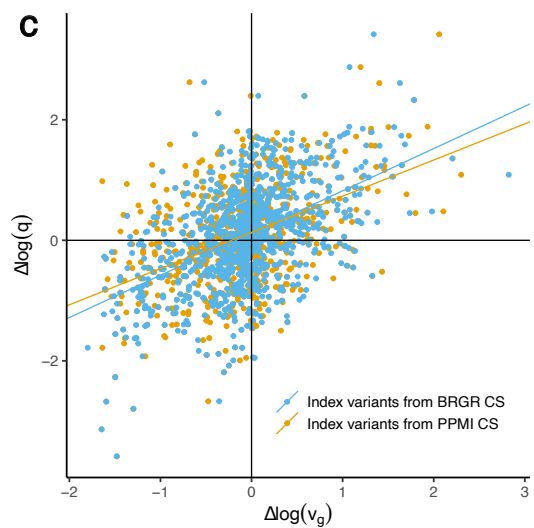 C
2
0
−2
Δlog(q)
−2 −1 0 1 2 3
Δlog(vg)
Index variants from BRGR CS
Index variants from PPMI CS